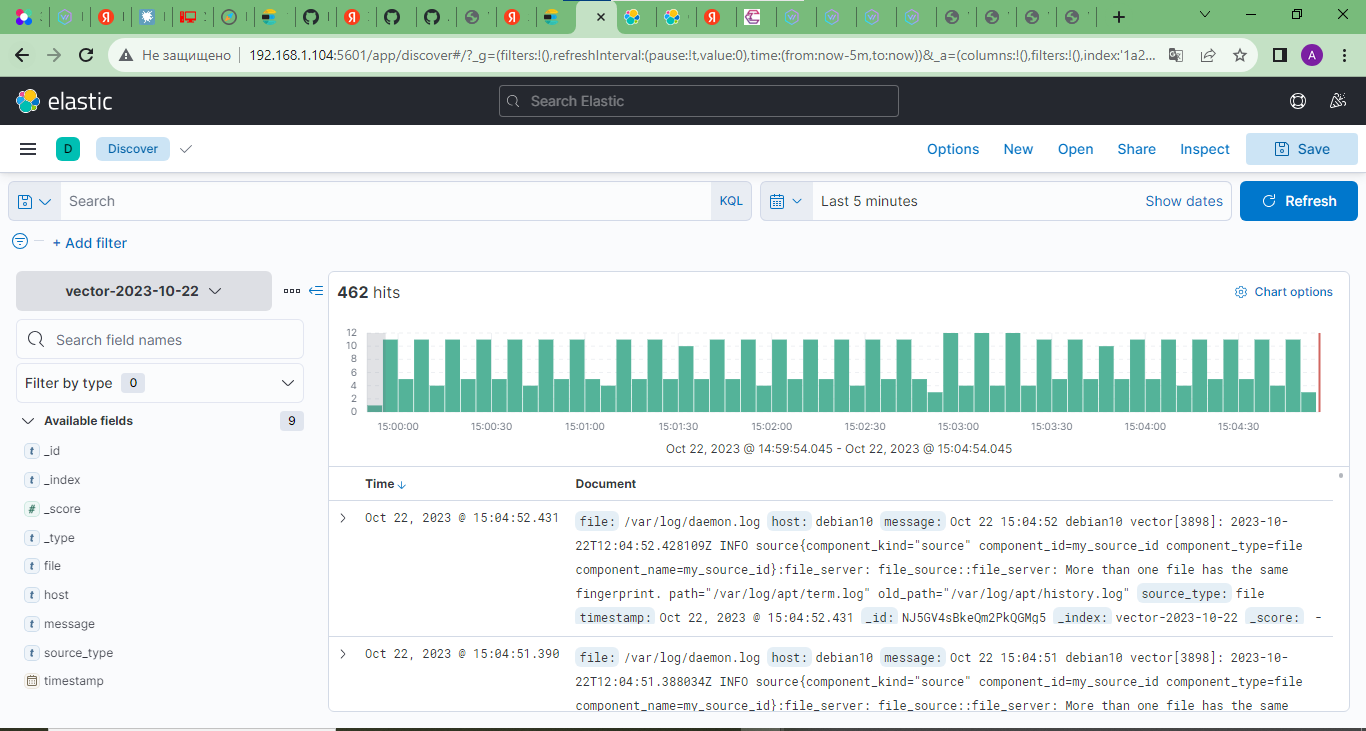 Не защищено
192.168.1.104:5601/app/discover#/?_g=(filters:!(),refreshInterval:(pause:!t,value:0),time:(from:now-5m,to:now))&_a=(columns:!(),filters:!(),index:'1a2...
A
elastic
Search Elastic
D
Discover
Options
New
Open
Share
Inspect
Save
Search
KQL
Last 5 minutes
Show dates
Refresh
+ Add filter
vector-2023-10-22
Search field names
Filter by type 0
Available fields 9
t _id
t _index
# _score
t _type
t file
t host
t message
t source_type
timestamp
462 hits
Chart options
12
10
8
6
4
2
0
15:00:00 15:00:30 15:01:00 15:01:30 15:02:00 15:02:30 15:03:00 15:03:30 15:04:00 15:04:30
Oct 22, 2023 @ 14:59:54.045 - Oct 22, 2023 @ 15:04:54.045
Time Document
Oct 22, 2023 @ 15:04:52.431
file: /var/log/daemon.log host: debian10 message: Oct 22 15:04:52 debian10 vector[3898]: 2023-10-
22T12:04:52.428109Z INFO source{component_kind="source" component_id=my_source_id component_type=file
component_name=my_source_id}:file_server: file_source::file_server: More than one file has the same
fingerprint. path="/var/log/apt/term.log" old_path="/var/log/apt/history.log" source_type: file
timestamp: Oct 22, 2023 @ 15:04:52.431 _id: NJ5GV4sBkeQm2PkQGMg5 _index: vector-2023-10-22 _score: -
Oct 22, 2023 @ 15:04:51.390
file: /var/log/daemon.log host: debian10 message: Oct 22 15:04:51 debian10 vector[3898]: 2023-10-
22T12:04:51.388034Z INFO source{component_kind="source" component_id=my_source_id component_type=file
component_name=my_source_id}:file_server: file_source::file_server: More than one file has the same